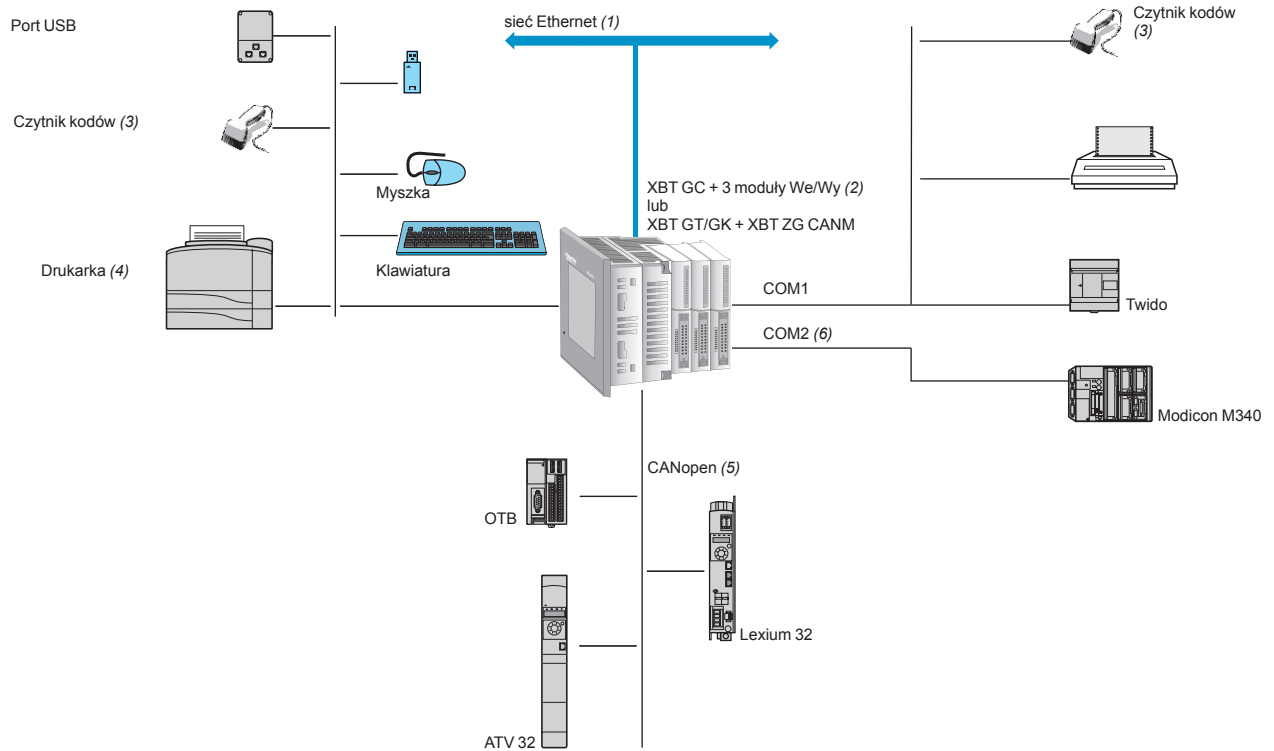 Port USB
sieć Ethernet (1)
Czytnik kodów
(3)
Czytnik kodów (3)
Myszka
XBT GC + 3 moduły We/Wy (2)
lub
XBT GT/GK + XBT ZG CANM
Drukarka (4)
Klawiatura
COM1
Twido
COM2 (6)
Modicon M340
CANopen (5)
OTB
Lexium 32
ATV 32